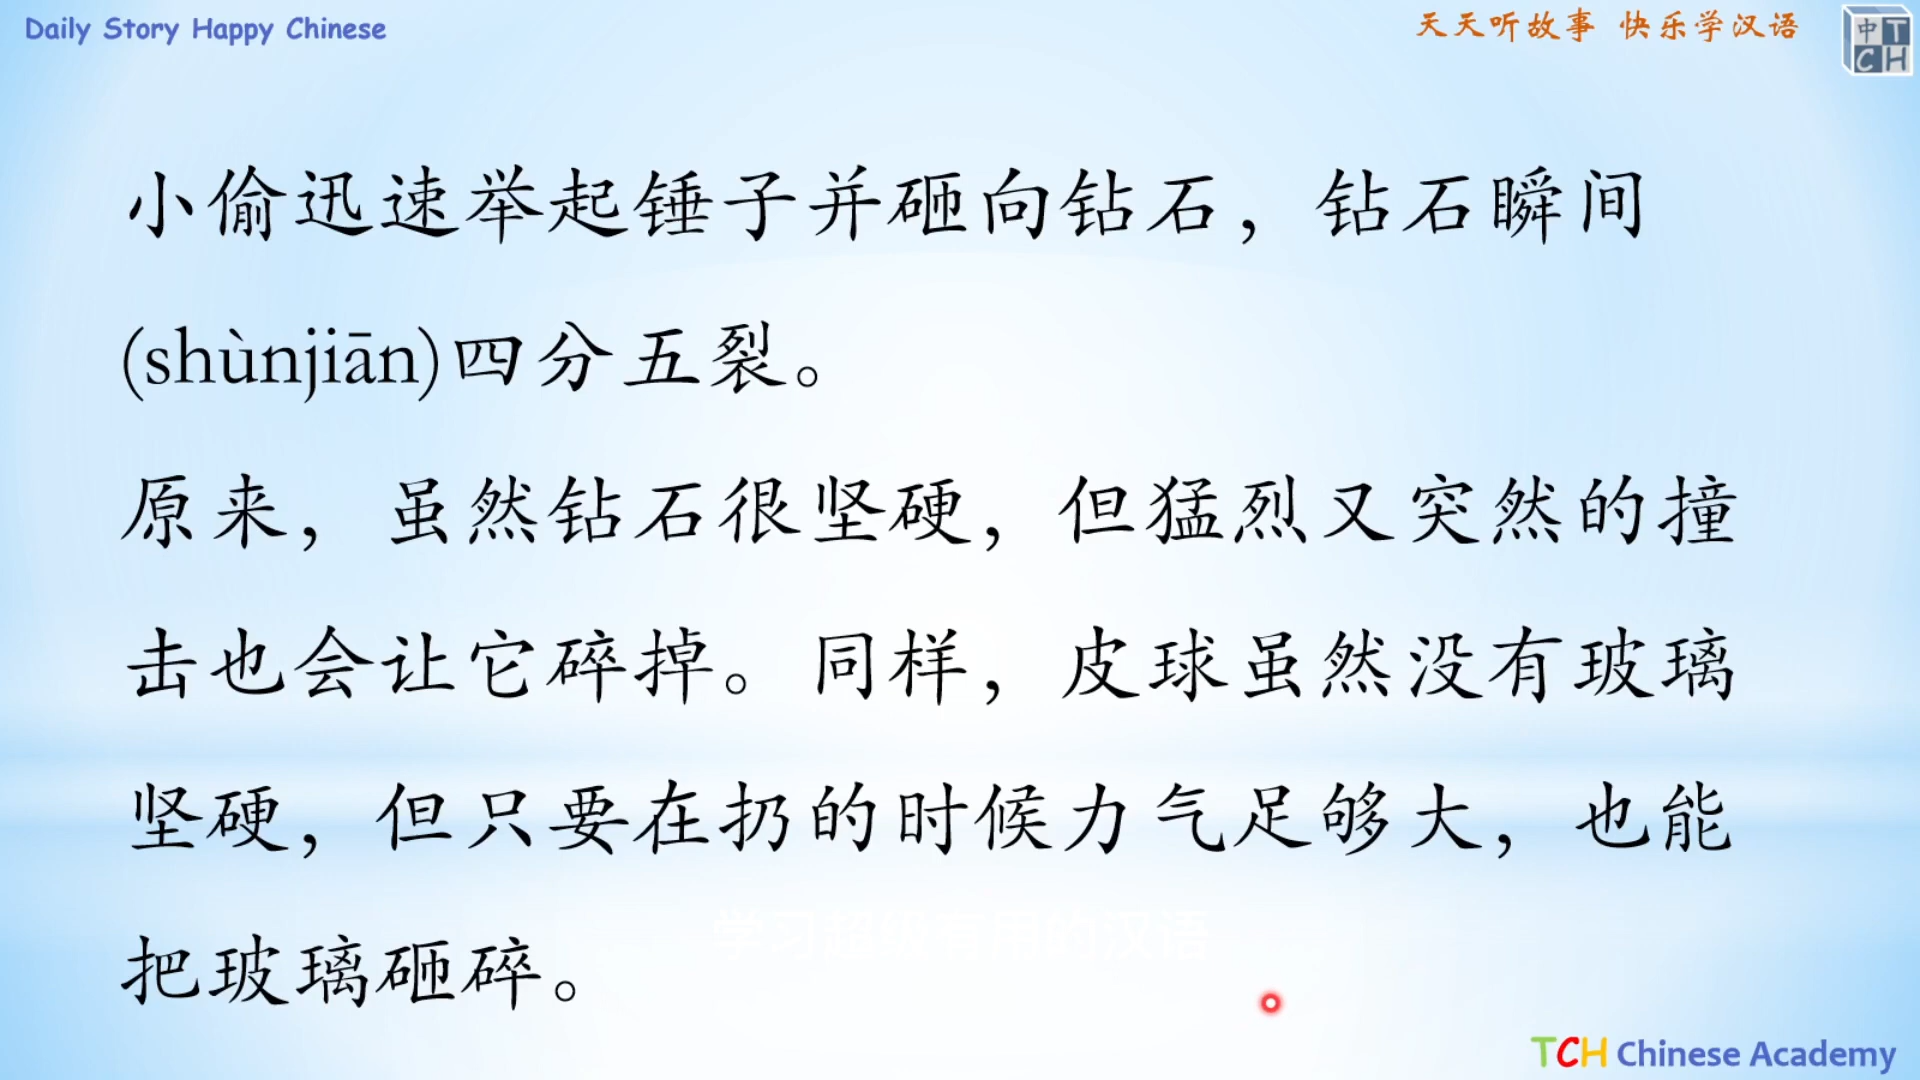 Daily Story Happy Chinese
天天听故事 快乐学汉语
中T
CH
小偷迅速举起锤子并砸向钻石，钻石瞬间
(shùnjiān)四分五裂。
原来，虽然钻石很坚硬，但猛烈又突然的撞
击也会让它碎掉。同样，皮球虽然没有玻璃
坚硬，但只要在扔的时候力气足够大，也能
把玻璃砸碎。
TCH Chinese Academy